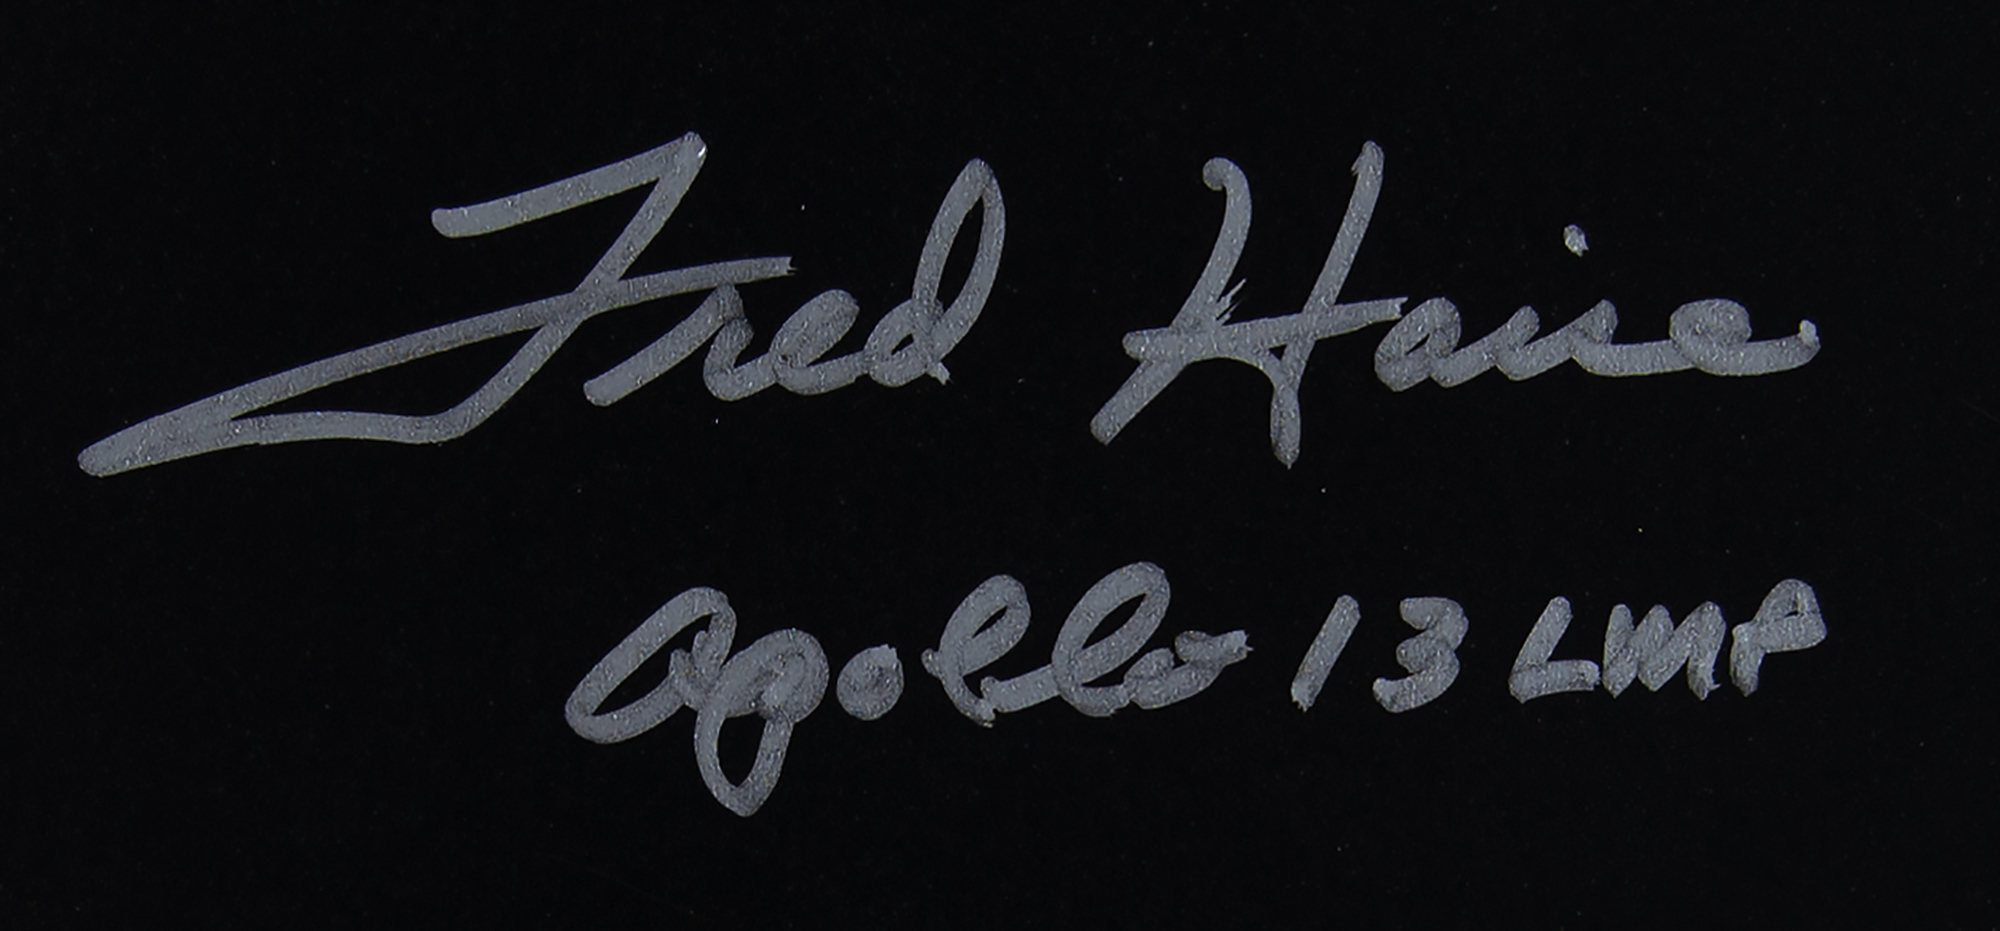 Fred Haise
Apollo 13 LMP